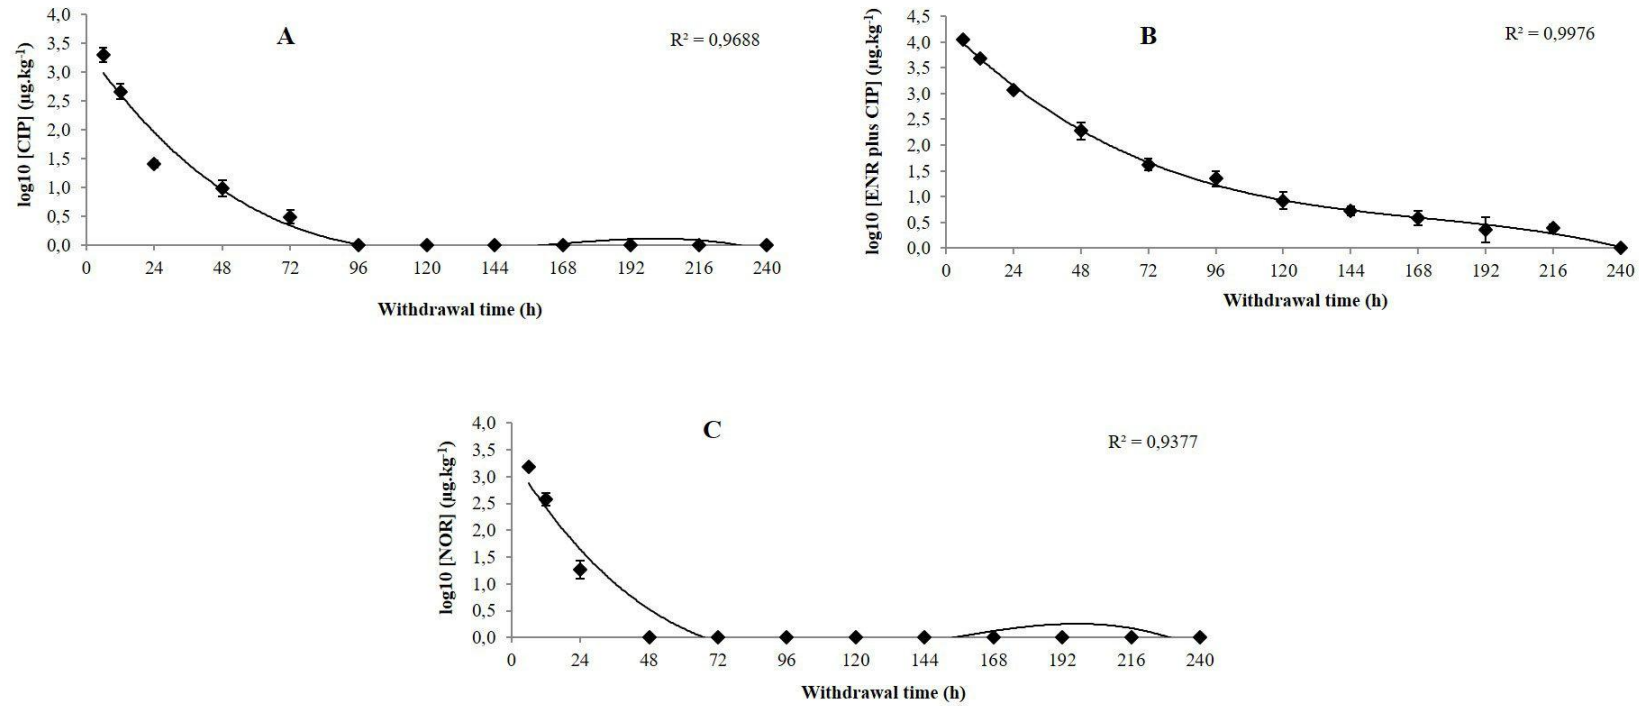 A
R² = 0,9688
log10 [CIP] (µg.kg⁻¹)
4,0
3,5
3,0
2,5
2,0
1,5
1,0
0,5
0,0
0 24 48 72 96 120 144 168 192 216 240
Withdrawal time (h)
B
R² = 0,9976
log10 [ENR plus CIP] (µg.kg⁻¹)
4,5
4,0
3,5
3,0
2,5
2,0
1,5
1,0
0,5
0,0
0 24 48 72 96 120 144 168 192 216 240
Withdrawal time (h)
C
R² = 0,9377
log10 [NOR] (µg.kg⁻¹)
4,0
3,5
3,0
2,5
2,0
1,5
1,0
0,5
0,0
0 24 48 72 96 120 144 168 192 216 240
Withdrawal time (h)